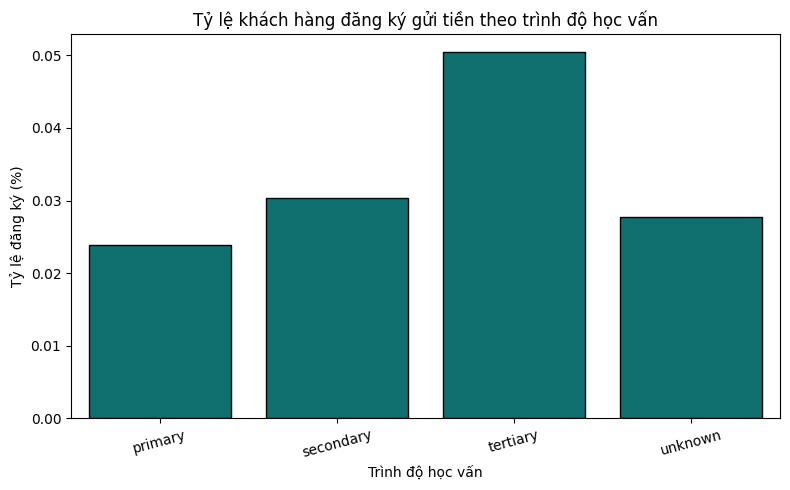 Tỷ lệ khách hàng đăng ký gửi tiền theo trình độ học vấn
Tỷ lệ đăng ký (%)
0.05
0.04
0.03
0.02
0.01
0.00
primary
secondary
tertiary
unknown
Trình độ học vấn